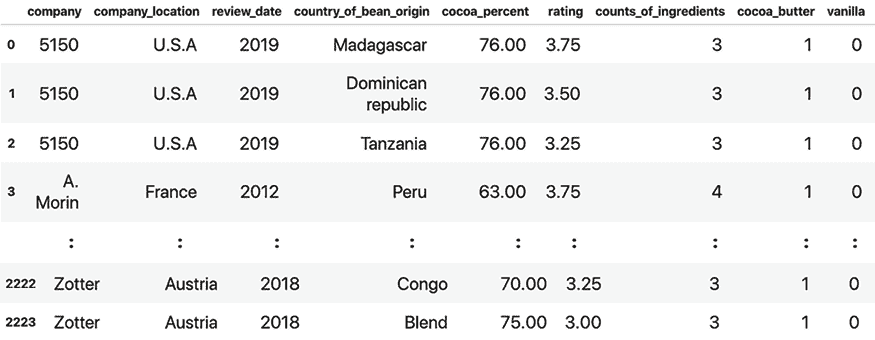 company company_location review_date country_of_bean_origin cocoa_percent rating counts_of_ingredients cocoa_butter vanilla
0 5150 U.S.A 2019 Madagascar 76.00 3.75 3 1 0
1 5150 U.S.A 2019 Dominican republic 76.00 3.50 3 1 0
2 5150 U.S.A 2019 Tanzania 76.00 3.25 3 1 0
3 A. Morin France 2012 Peru 63.00 3.75 4 1 0
: : : : : : : : :
2222 Zotter Austria 2018 Congo 70.00 3.25 3 1 0
2223 Zotter Austria 2018 Blend 75.00 3.00 3 1 0